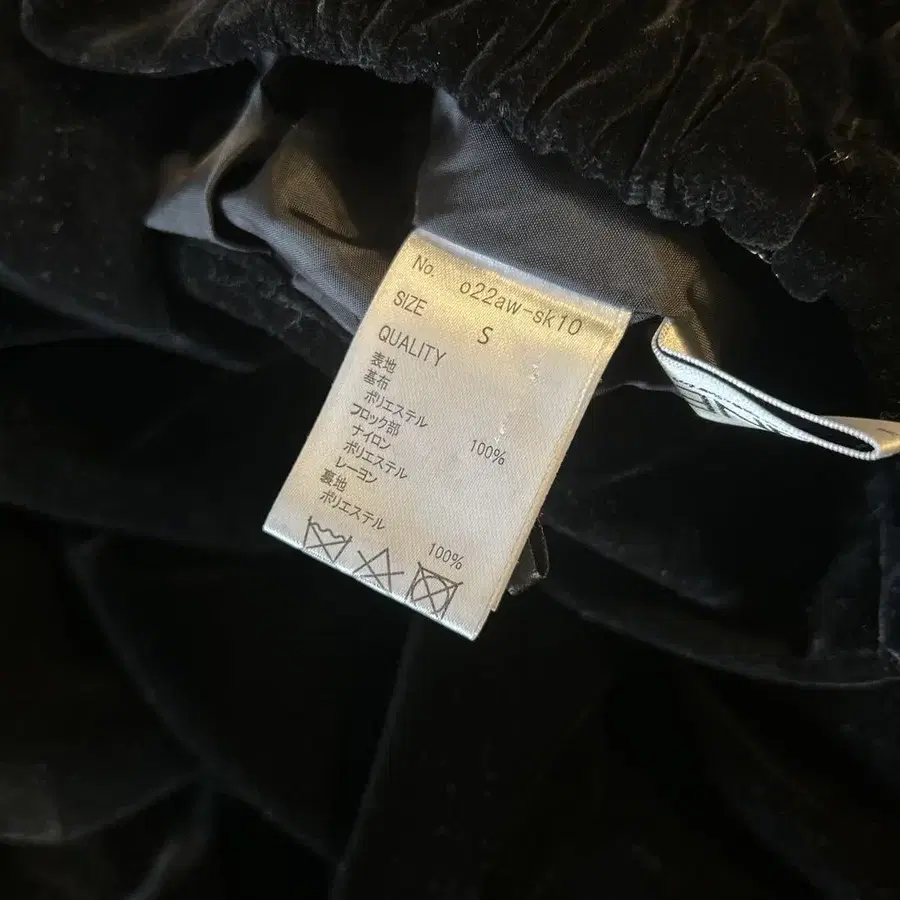 No. o22aw-sk10
SIZE S
QUALITY
表地
基布
ポリエステル 100%
フロック部
ナイロン
ポリエステル
レーヨン
裏地
ポリエステル 100%